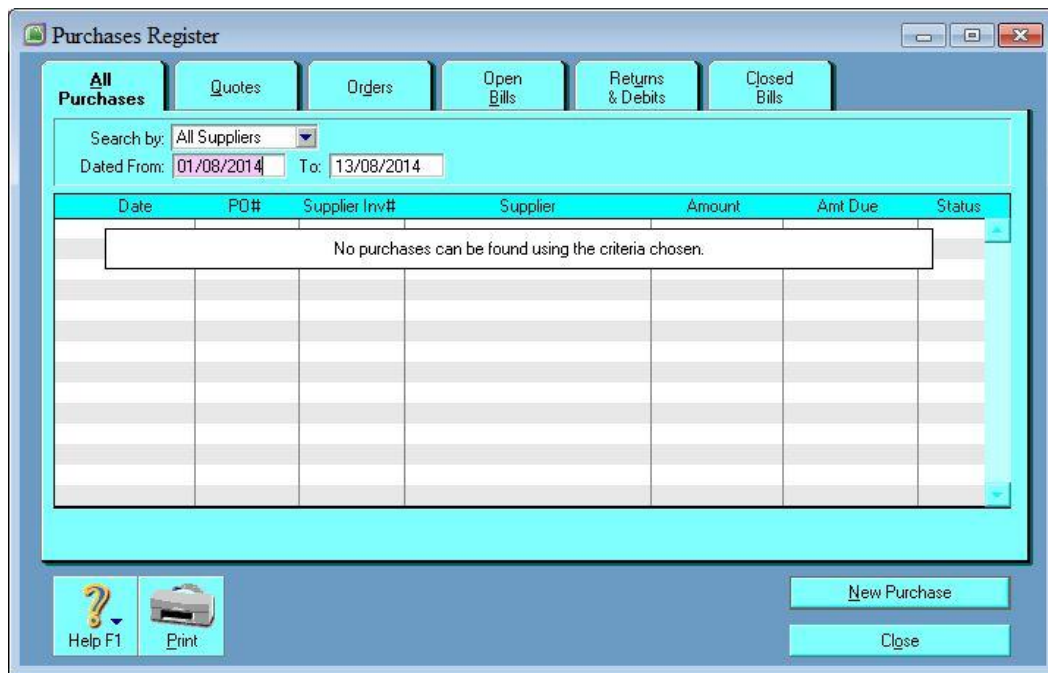 Purchases Register
All Purchases
Quotes
Orders
Open Bills
Returns & Debits
Closed Bills
Search by: All Suppliers
Dated From: 01/08/2014 To: 13/08/2014
Date PO# Supplier Inv# Supplier Amount Amt Due Status
No purchases can be found using the criteria chosen.
Help F1
Print
New Purchase
Close